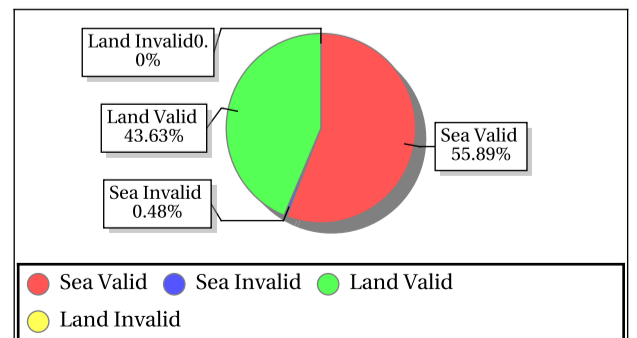 Land Invalid0.
0%
Land Valid
43.63%
Sea Valid
55.89%
Sea Invalid
0.48%
Sea Valid Sea Invalid Land Valid
Land Invalid